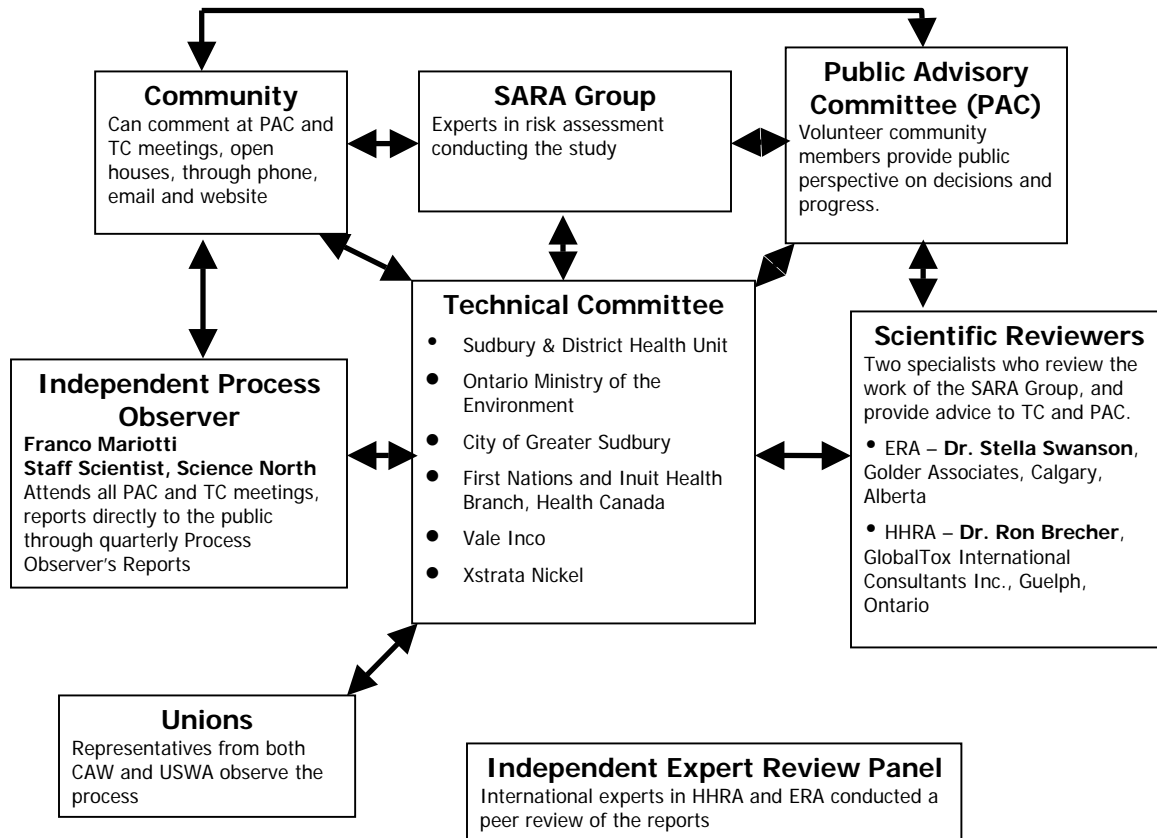 Community
Can comment at PAC and
TC meetings, open
houses, through phone,
email and website
SARA Group
Experts in risk assessment
conducting the study
Public Advisory
Committee (PAC)
Volunteer community
members provide public
perspective on decisions and
progress.
Independent Process
Observer
Franco Mariotti
Staff Scientist, Science North
Attends all PAC and TC meetings,
reports directly to the public
through quarterly Process
Observer's Reports
Technical Committee
• Sudbury & District Health Unit
• Ontario Ministry of the
Environment
• City of Greater Sudbury
• First Nations and Inuit Health
Branch, Health Canada
• Vale Inco
• Xstrata Nickel
Scientific Reviewers
Two specialists who review the
work of the SARA Group, and
provide advice to TC and PAC.
• ERA – Dr. Stella Swanson,
Golder Associates, Calgary,
Alberta
• HHRA – Dr. Ron Brecher,
GlobalTox International
Consultants Inc., Guelph,
Ontario
Unions
Representatives from both
CAW and USWA observe the
process
Independent Expert Review Panel
International experts in HHRA and ERA conducted a
peer review of the reports